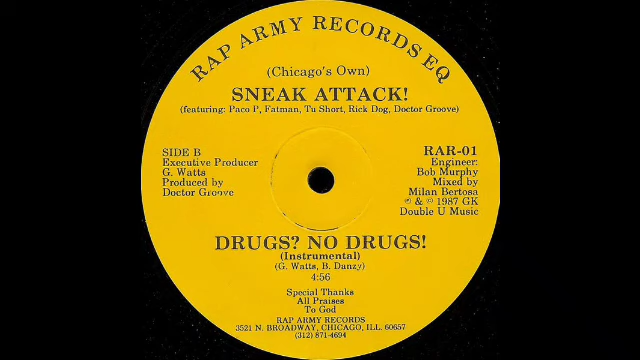 RAP ARMY RECORDS EQ
(Chicago's Own)
SNEAK ATTACK!
(featuring: Paco P, Fatman, Tu Short, Rick Dog, Doctor Groove)
SIDE B
Executive Producer
G. Watts
Produced by
Doctor Groove
RAR-01
Engineer:
Bob Murphy
Mixed by
Milan Bertosa
℗ & © 1987 GK
Double U Music
DRUGS? NO DRUGS!
(Instrumental)
(G. Watts, B. Danzy)
4:56
Special Thanks
All Praises
To God
RAP ARMY RECORDS
3521 N. BROADWAY, CHICAGO, ILL. 60657
(312) 871-4694